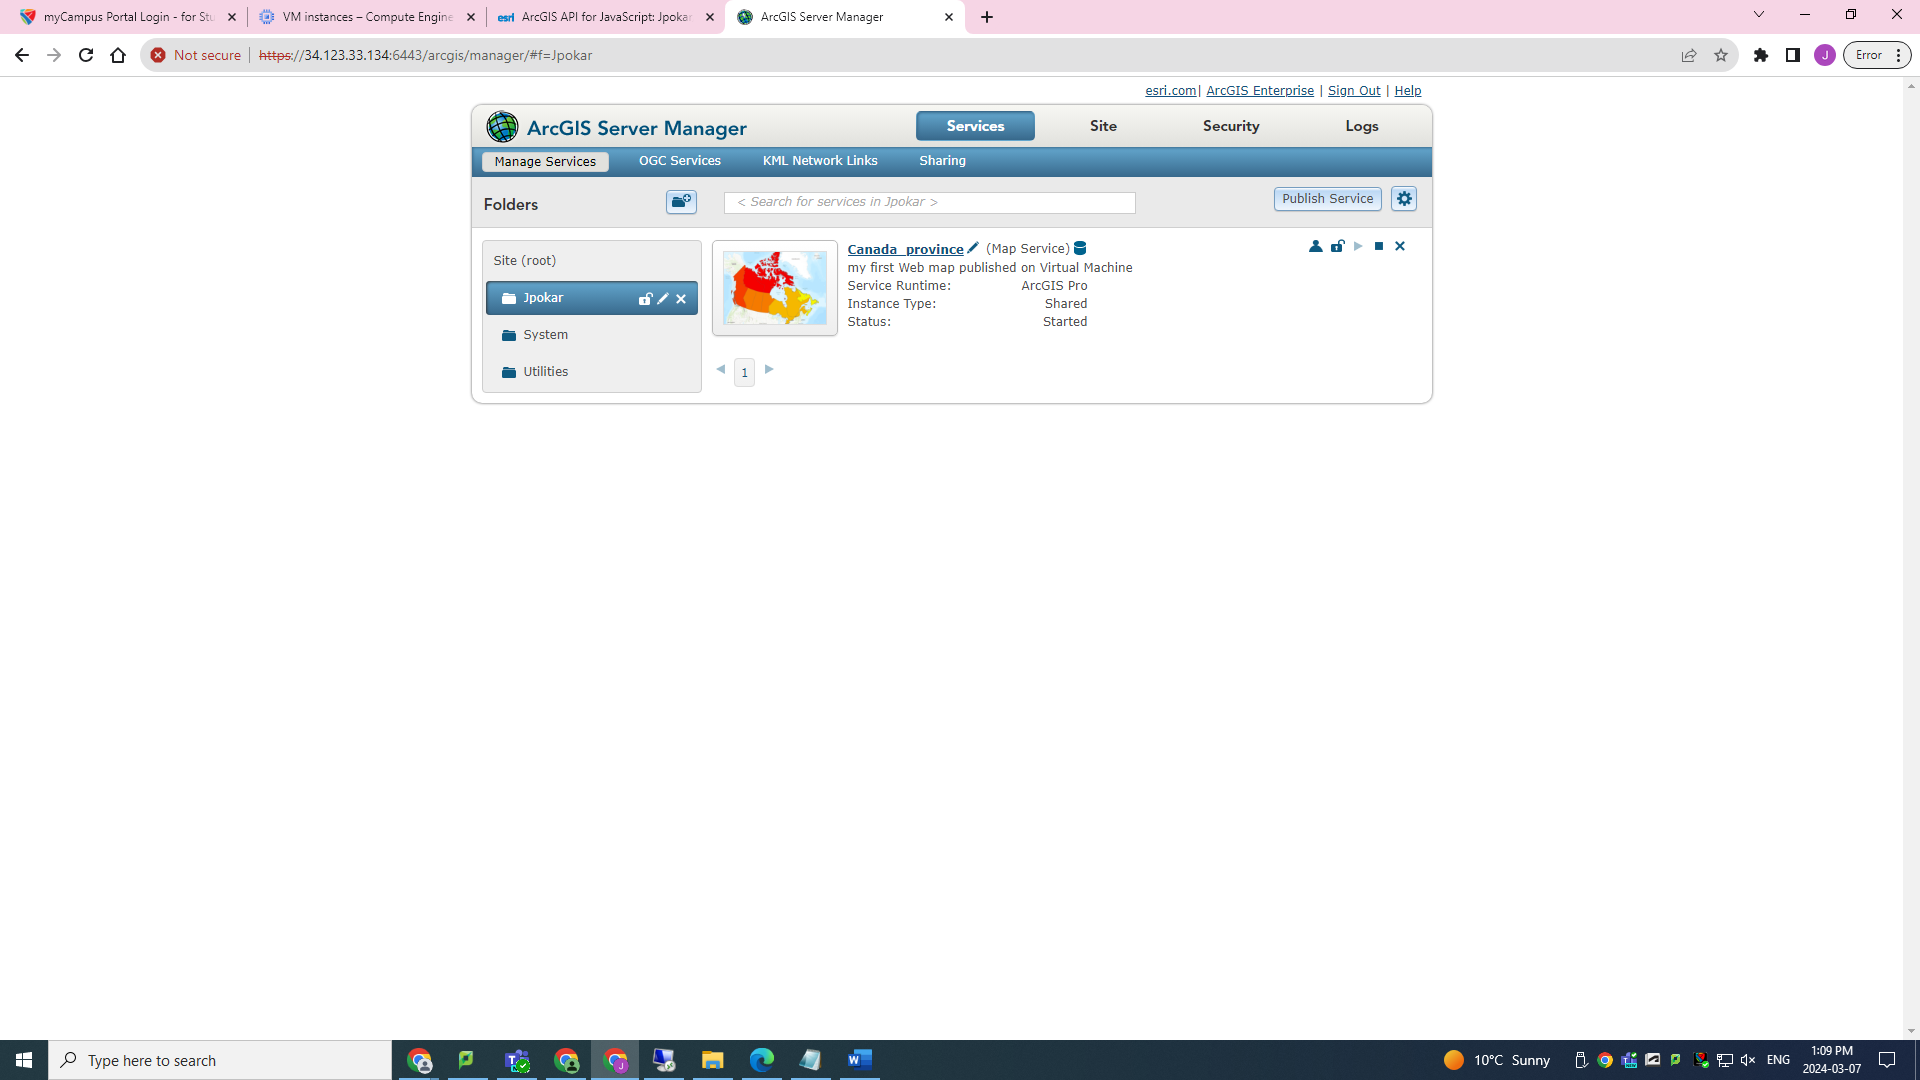 myCampus Portal Login - for Stu
VM instances – Compute Engine
esri ArcGIS API for JavaScript: Jpokar
ArcGIS Server Manager
Not secure https://34.123.33.134:6443/arcgis/manager/#f=Jpokar
J
Error
esri.com | ArcGIS Enterprise | Sign Out | Help
ArcGIS Server Manager
Services Site Security Logs
Manage Services OGC Services KML Network Links Sharing
Folders
< Search for services in Jpokar >
Publish Service
Site (root)
Jpokar
System
Utilities
Canada_province (Map Service)
my first Web map published on Virtual Machine
Service Runtime: ArcGIS Pro
Instance Type: Shared
Status: Started
1
Type here to search
10°C Sunny
ENG
1:09 PM
2024-03-07